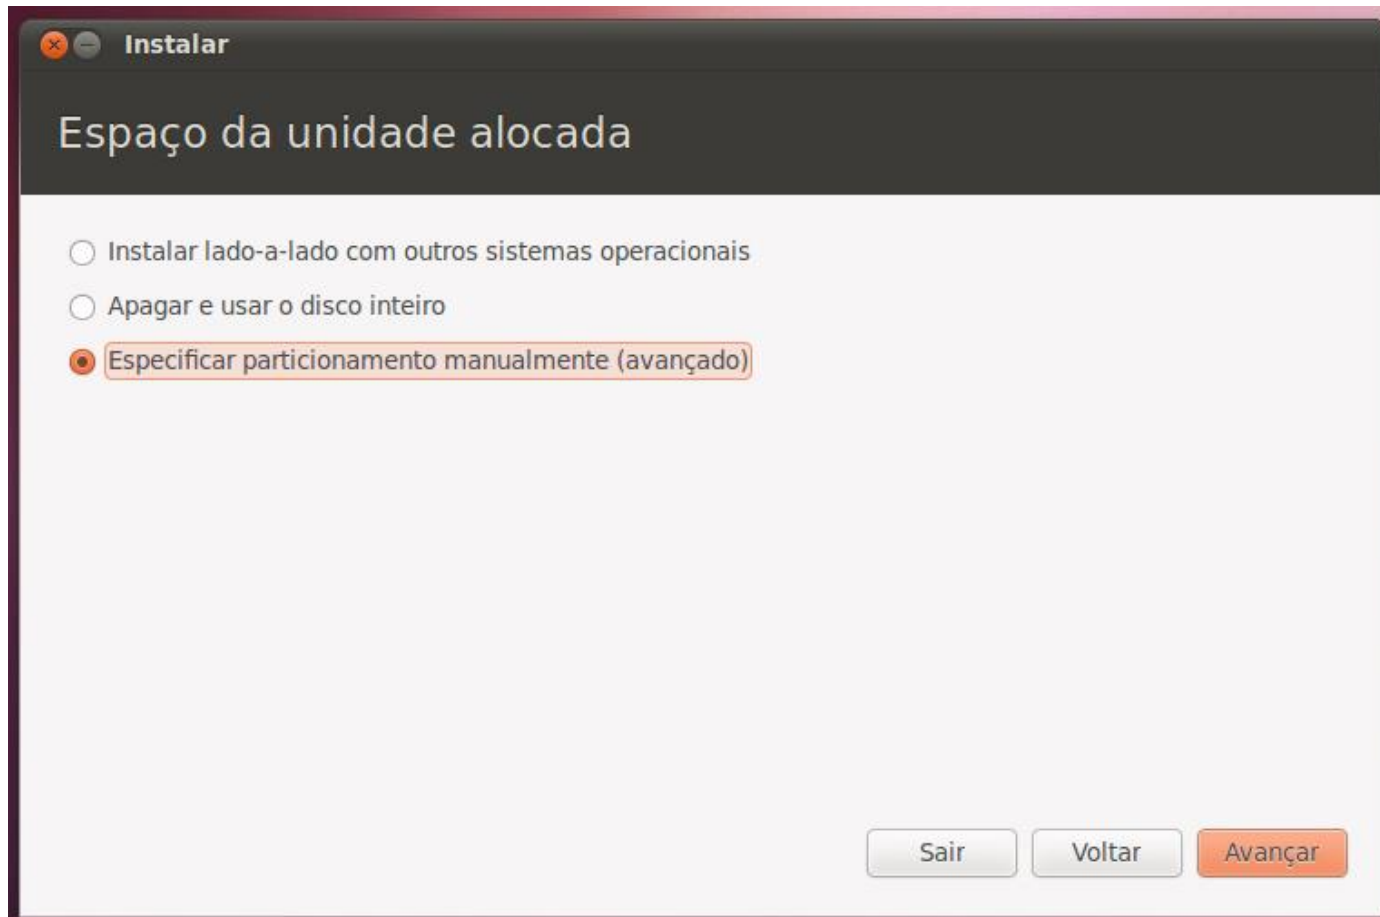 Instalar
Espaço da unidade alocada
Instalar lado-a-lado com outros sistemas operacionais
Apagar e usar o disco inteiro
Especificar particionamento manualmente (avançado)
Sair Voltar Avançar